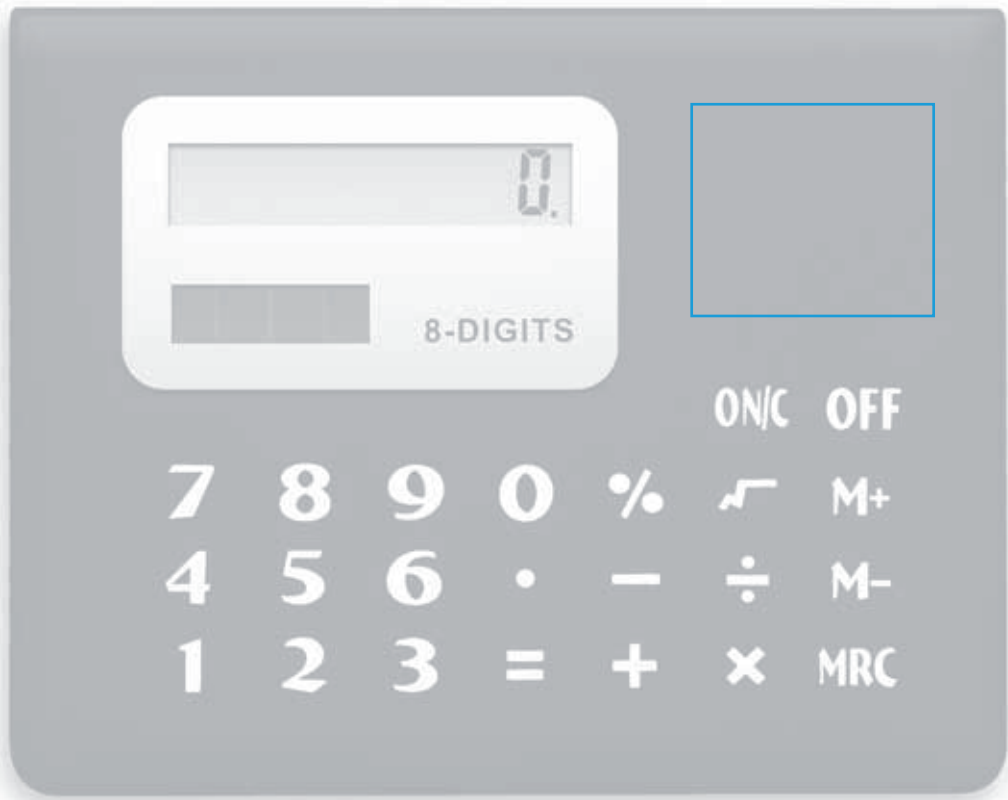 0.
8-DIGITS
ON/C OFF
7 8 9 0 % √ M+
4 5 6 . − ÷ M−
1 2 3 = + × MRC